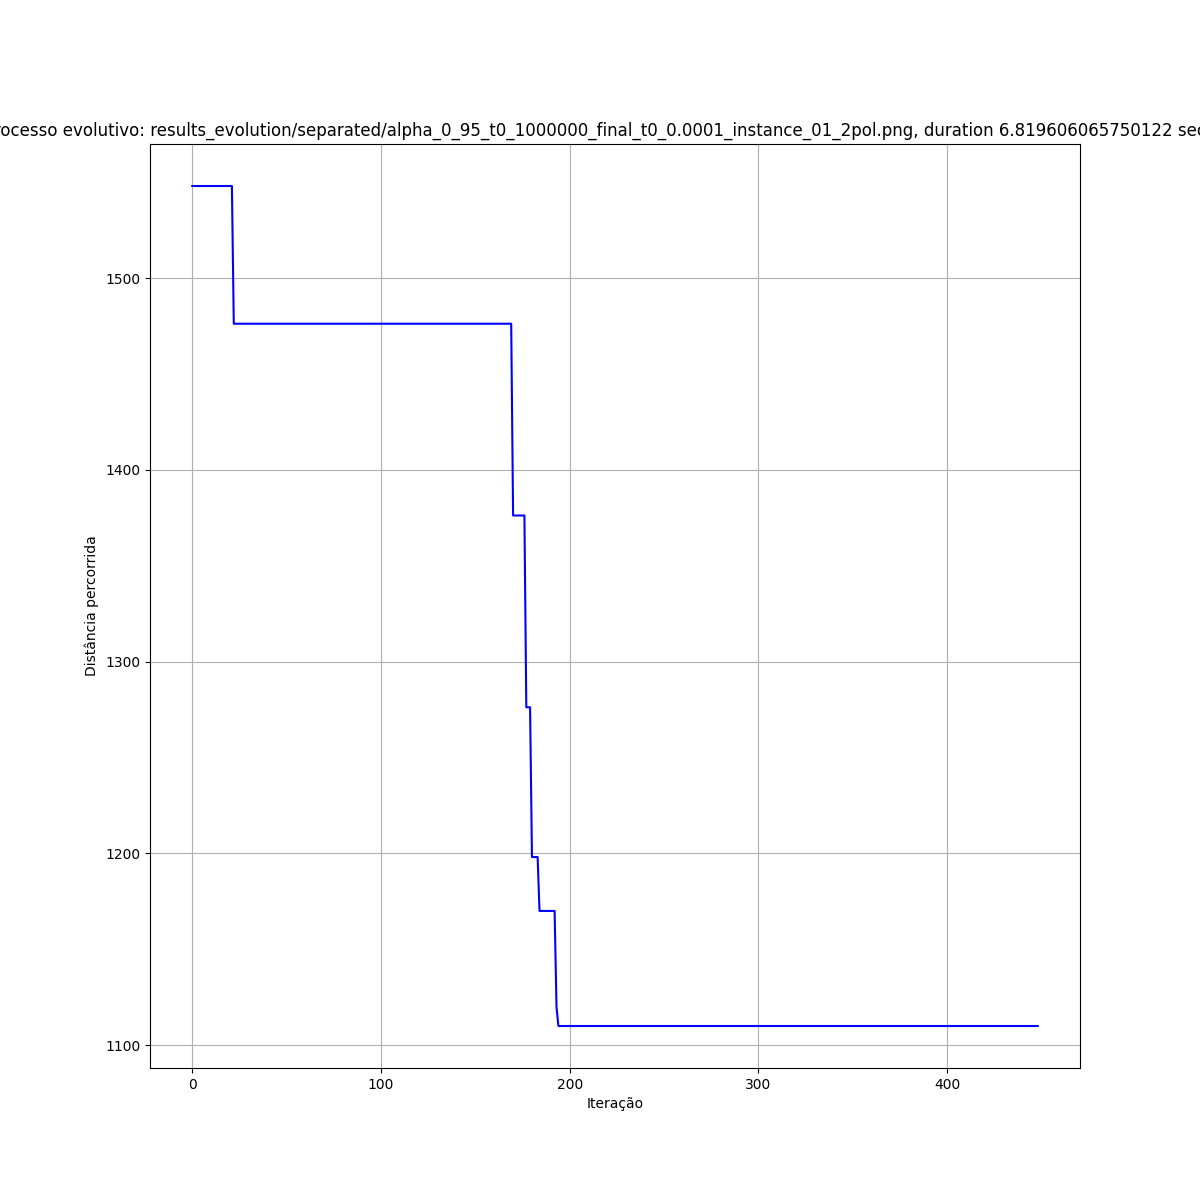 ocesso evolutivo: results_evolution/separated/alpha_0_95_t0_1000000_final_t0_0.0001_instance_01_2pol.png, duration 6.819606065750122 sec
1500
1400
1300
1200
1100
Distância percorrida
0 100 200 300 400
Iteração